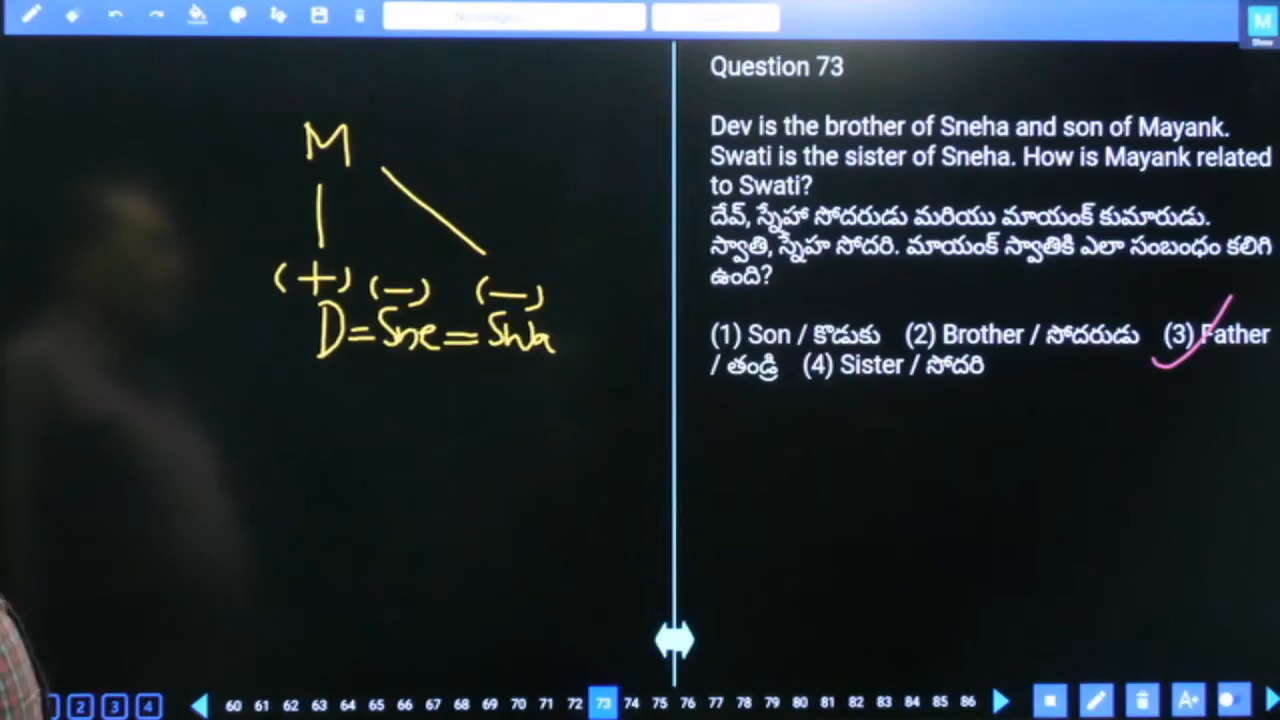 M
Show
Question 73
Dev is the brother of Sneha and son of Mayank.
Swati is the sister of Sneha. How is Mayank related
to Swati?
దేవ్, స్నేహా సోదరుడు మరియు మాయంక్ కుమారుడు.
స్వాతి, స్నేహ సోదరి. మాయంక్ స్వాతికి ఎలా సంబంధం కలిగి
ఉంది?
(1) Son / కొడుకు (2) Brother / సోదరుడు (3) Father
/ తండ్రి (4) Sister / సోదరి
M
(+) (−) (−)
D=Sne=Swa
2 3 4 60 61 62 63 64 65 66 67 68 69 70 71 72 73 74 75 76 77 78 79 80 81 82 83 84 85 86 A+